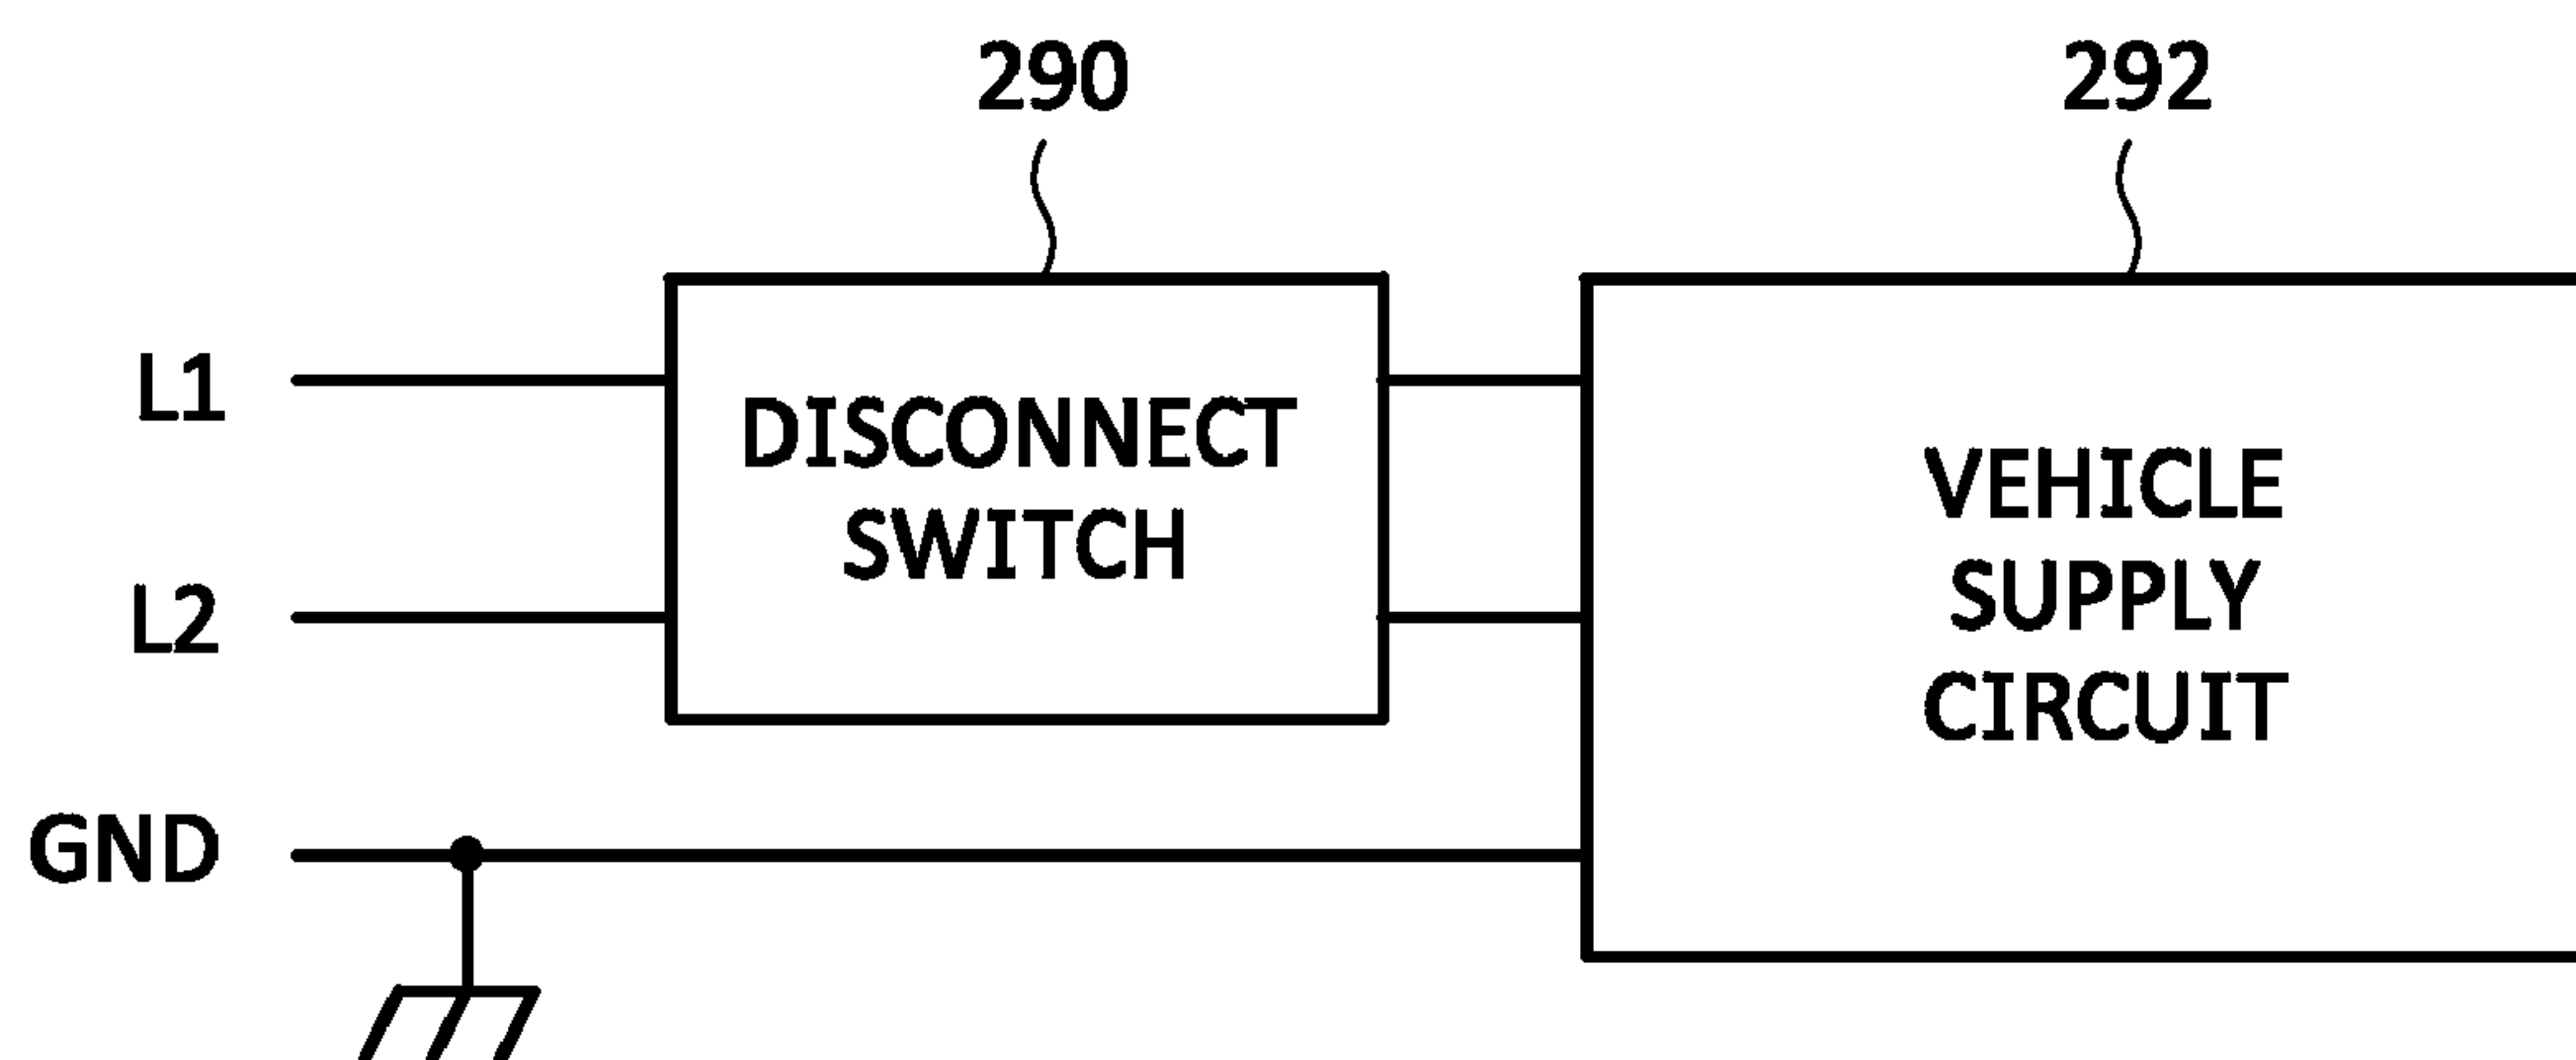 290
292
L1
DISCONNECT
SWITCH
VEHICLE
SUPPLY
CIRCUIT
L2
GND